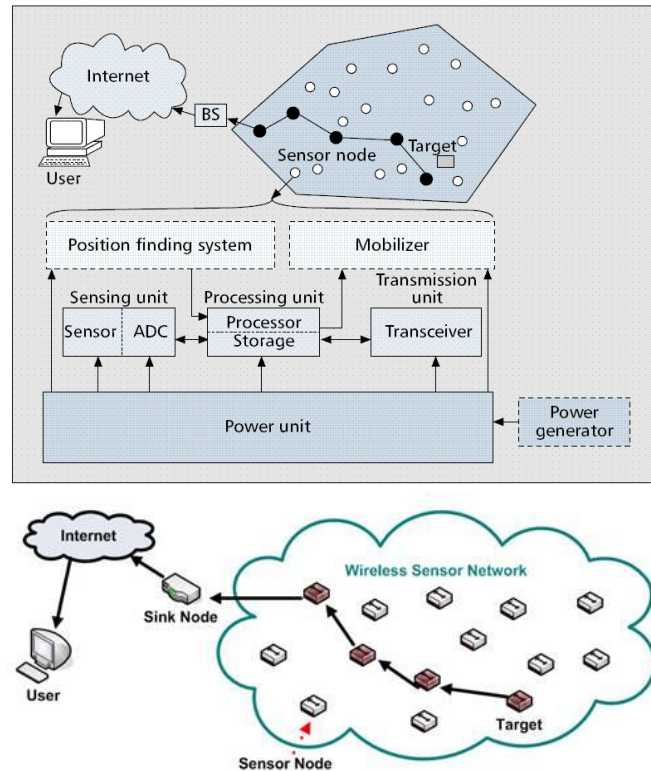 Internet
BS
User
Sensor node
Target
Position finding system
Mobilizer
Sensing unit
Processing unit
Transmission
unit
Sensor
ADC
Processor
Storage
Transceiver
Power unit
Power
generator
Internet
Wireless Sensor Network
Sink Node
User
Target
Sensor Node